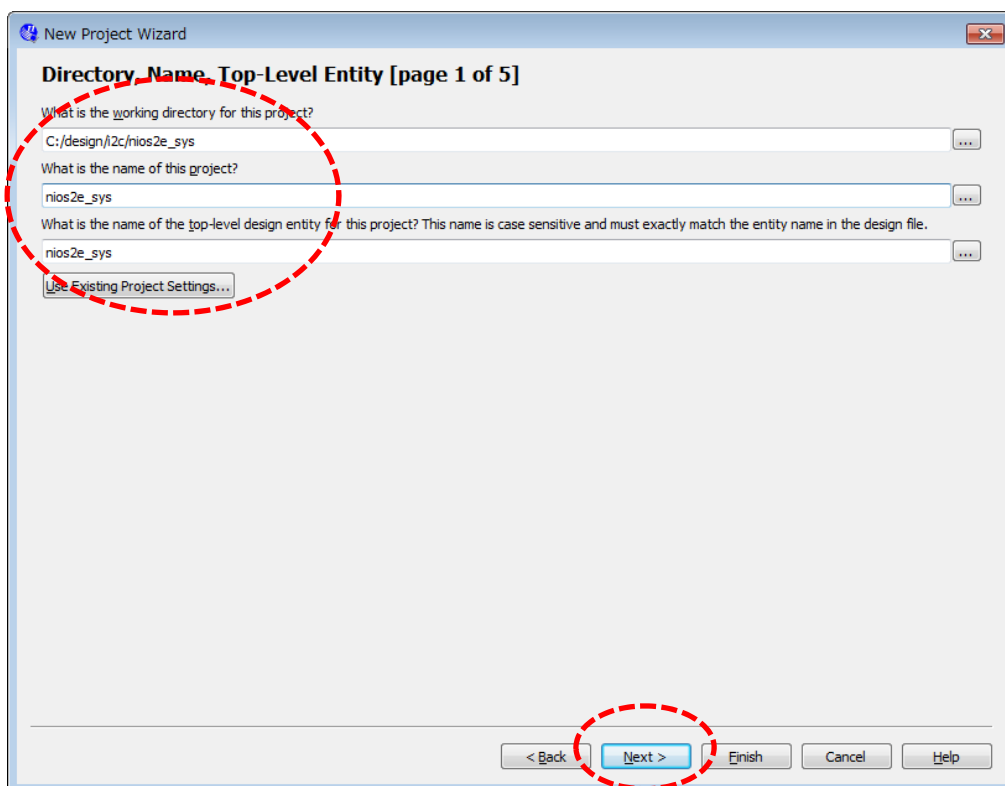 New Project Wizard
Directory, Name, Top-Level Entity [page 1 of 5]
What is the working directory for this project?
C:/design/i2c/nios2e_sys
...
What is the name of this project?
nios2e_sys
...
What is the name of the top-level design entity for this project? This name is case sensitive and must exactly match the entity name in the design file.
nios2e_sys
...
Use Existing Project Settings...
< Back
Next >
Finish
Cancel
Help